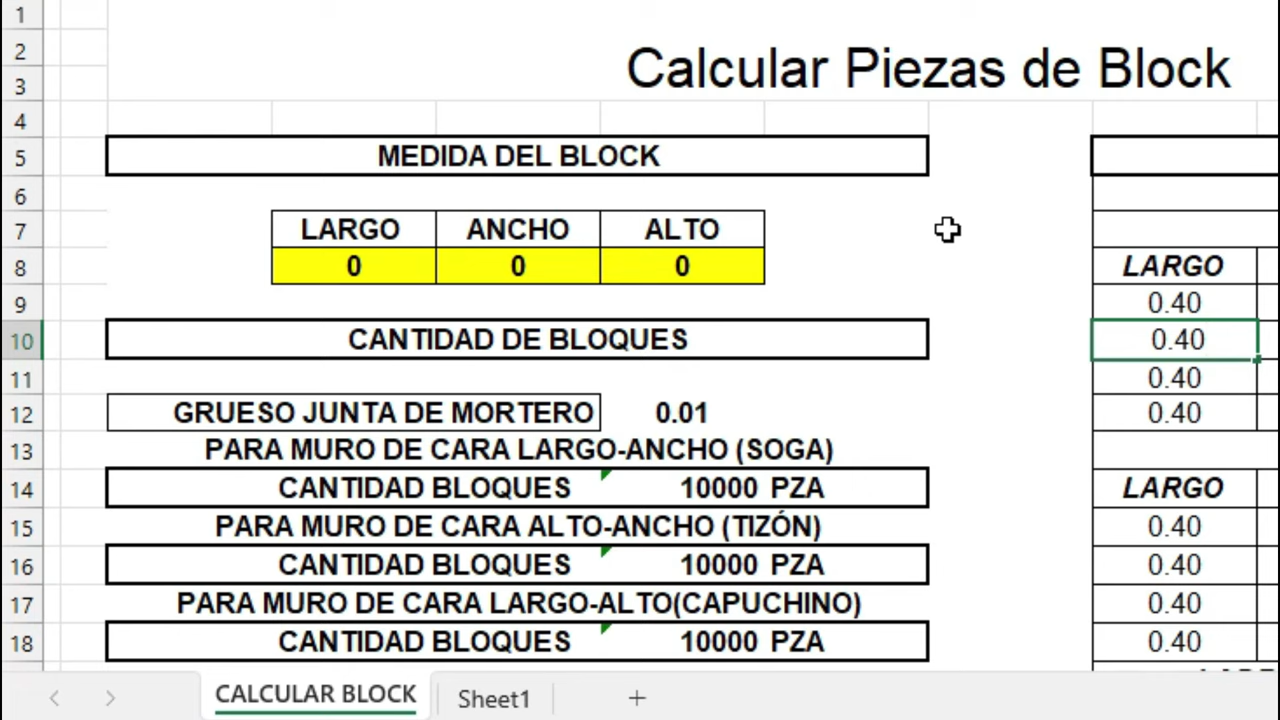 1
2
Calcular Piezas de Block
3
4
5
MEDIDA DEL BLOCK
6
7
LARGO ANCHO ALTO
8
0 0 0
LARGO
9
0.40
10
CANTIDAD DE BLOQUES
0.40
11
0.40
12
GRUESO JUNTA DE MORTERO 0.01
0.40
13
PARA MURO DE CARA LARGO-ANCHO (SOGA)
14
CANTIDAD BLOQUES 10000 PZA
LARGO
15
PARA MURO DE CARA ALTO-ANCHO (TIZÓN)
0.40
16
CANTIDAD BLOQUES 10000 PZA
0.40
17
PARA MURO DE CARA LARGO-ALTO(CAPUCHINO)
0.40
18
CANTIDAD BLOQUES 10000 PZA
0.40
CALCULAR BLOCK
Sheet1